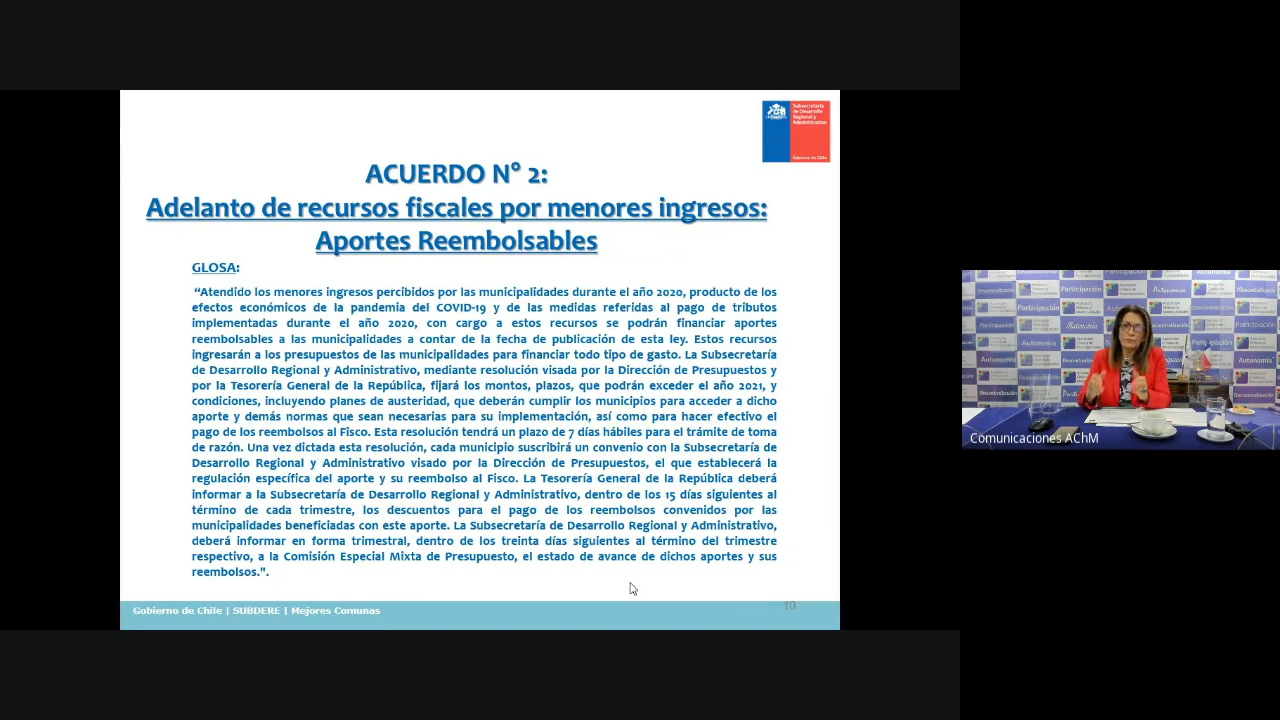 Subsecretaría
de Desarrollo
Regional y
Administrativo
Gobierno de Chile
ACUERDO N° 2:
Adelanto de recursos fiscales por menores ingresos:
Aportes Reembolsables
GLOSA:
“Atendido los menores ingresos percibidos por las municipalidades durante el año 2020, producto de los
efectos económicos de la pandemia del COVID-19 y de las medidas referidas al pago de tributos
implementadas durante el año 2020, con cargo a estos recursos se podrán financiar aportes
reembolsables a las municipalidades a contar de la fecha de publicación de esta ley. Estos recursos
ingresarán a los presupuestos de las municipalidades para financiar todo tipo de gasto. La Subsecretaría
de Desarrollo Regional y Administrativo, mediante resolución visada por la Dirección de Presupuestos y
por la Tesorería General de la República, fijará los montos, plazos, que podrán exceder el año 2021, y
condiciones, incluyendo planes de austeridad, que deberán cumplir los municipios para acceder a dicho
aporte y demás normas que sean necesarias para su implementación, así como para hacer efectivo el
pago de los reembolsos al Fisco. Esta resolución tendrá un plazo de 7 días hábiles para el trámite de toma
de razón. Una vez dictada esta resolución, cada municipio suscribirá un convenio con la Subsecretaría de
Desarrollo Regional y Administrativo visado por la Dirección de Presupuestos, el que establecerá la
regulación específica del aporte y su reembolso al Fisco. La Tesorería General de la República deberá
informar a la Subsecretaría de Desarrollo Regional y Administrativo, dentro de los 15 días siguientes al
término de cada trimestre, los descuentos para el pago de los reembolsos convenidos por las
municipalidades beneficiadas con este aporte. La Subsecretaría de Desarrollo Regional y Administrativo,
deberá informar en forma trimestral, dentro de los treinta días siguientes al término del trimestre
respectivo, a la Comisión Especial Mixta de Presupuesto, el estado de avance de dichos aportes y sus
reembolsos.”.
Gobierno de Chile | SUBDERE | Mejores Comunas
10
Participación
Autonomía
Descentralización
Comunicaciones AChM